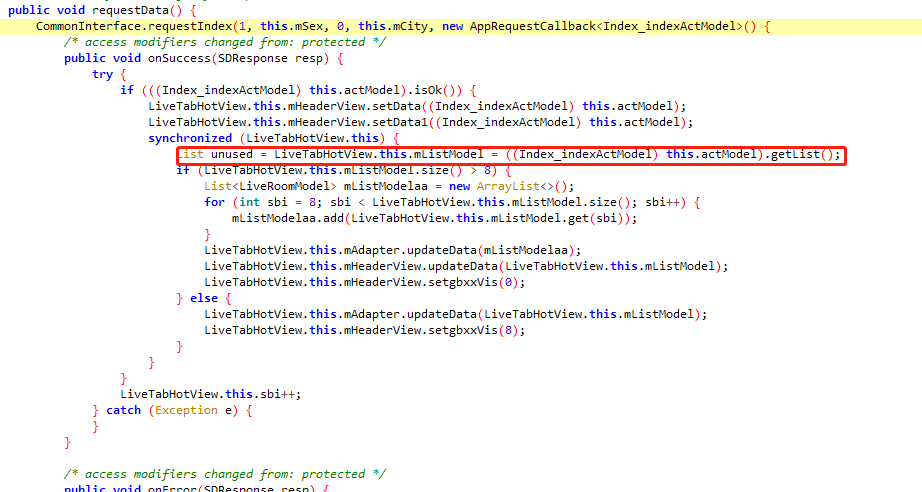 public void requestData() {
CommonInterface.requestIndex(1, this.mSex, 0, this.mCity, new AppRequestCallback<Index_indexActModel>() {
/* access modifiers changed from: protected */
public void onSuccess(SDResponse resp) {
try {
if (((Index_indexActModel) this.actModel).isOk()) {
LiveTabHotView.this.mHeaderView.setData((Index_indexActModel) this.actModel);
LiveTabHotView.this.mHeaderView.setData1((Index_indexActModel) this.actModel);
synchronized (LiveTabHotView.this) {
List unused = LiveTabHotView.this.mListModel = ((Index_indexActModel) this.actModel).getList();
if (LiveTabHotView.this.mListModel.size() > 8) {
List<LiveRoomModel> mListModelaa = new ArrayList<>();
for (int sbi = 8; sbi < LiveTabHotView.this.mListModel.size(); sbi++) {
mListModelaa.add(LiveTabHotView.this.mListModel.get(sbi));
}
LiveTabHotView.this.mAdapter.updateData(mListModelaa);
LiveTabHotView.this.mHeaderView.updateData(LiveTabHotView.this.mListModel);
LiveTabHotView.this.mHeaderView.setgbxxVis(0);
} else {
LiveTabHotView.this.mAdapter.updateData(LiveTabHotView.this.mListModel);
LiveTabHotView.this.mHeaderView.setgbxxVis(8);
}
}
}
LiveTabHotView.this.sbi++;
} catch (Exception e) {
}
}
/* access modifiers changed from: protected */
public void onError(SDResponse resp) {